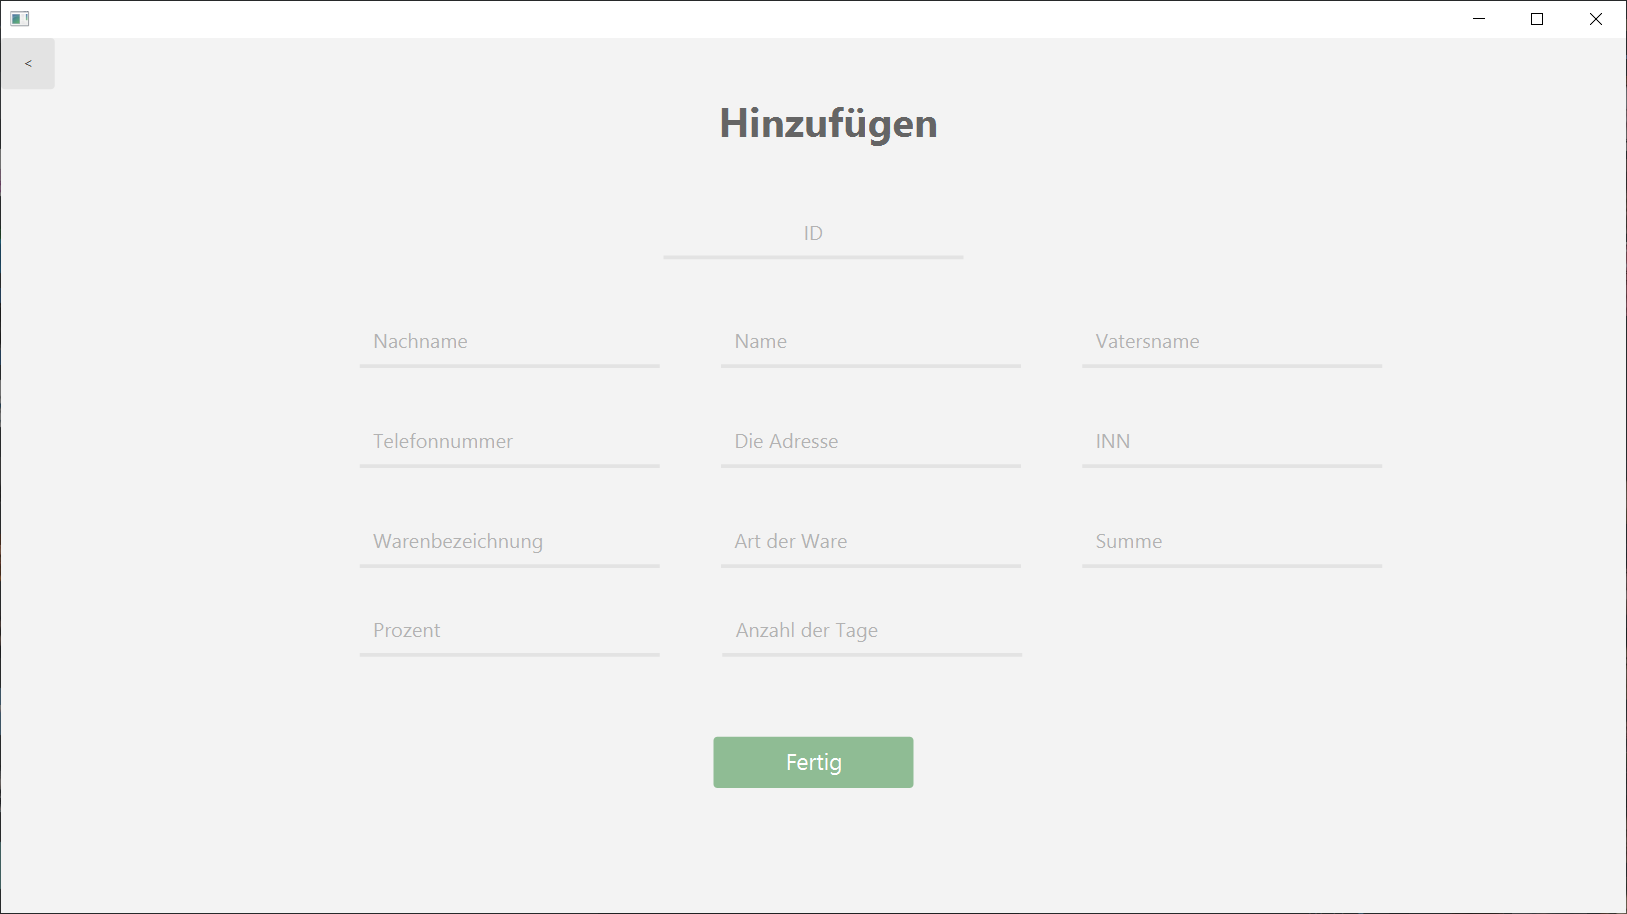 <
Hinzufügen
ID
Nachname Name Vatersname
Telefonnummer Die Adresse INN
Warenbezeichnung Art der Ware Summe
Prozent Anzahl der Tage
Fertig